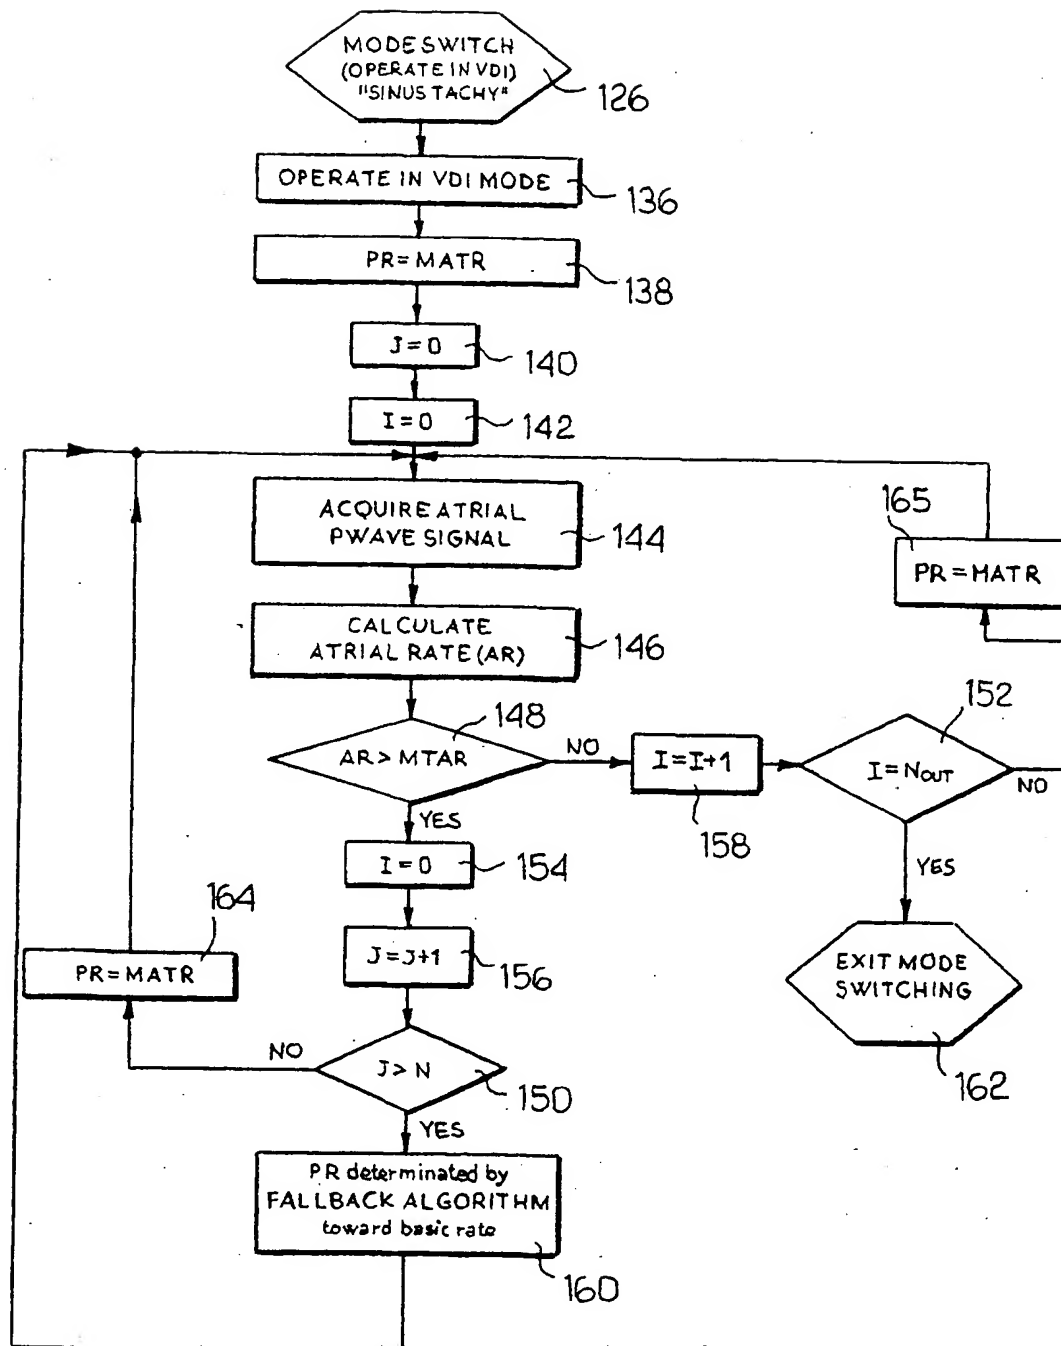 MODE SWITCH
(OPERATE IN VDI)
"SINUS TACHY"
126
OPERATE IN VDI MODE
136
PR=MATR
138
J=0
140
I=0
142
ACQUIRE ATRIAL
PWAVE SIGNAL
144
165
PR=MATR
CALCULATE
ATRIAL RATE (AR)
146
148
AR>MTAR
NO
I=I+1
158
152
I=NOUT
NO
YES
YES
I=0
154
164
PR=MATR
J=J+1
156
EXIT MODE
SWITCHING
162
NO
J>N
150
YES
PR determinated by
FALLBACK ALGORITHM
toward basic rate
160